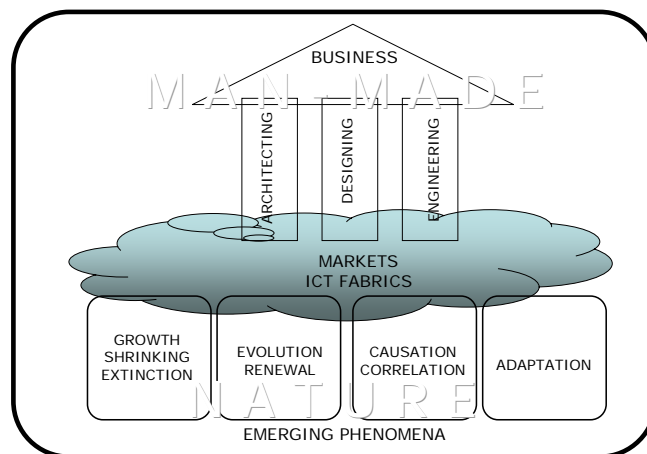 BUSINESS
MAN-MADE
ARCHITECTING
DESIGNING
ENGINEERING
MARKETS
ICT FABRICS
GROWTH
SHRINKING
EXTINCTION
EVOLUTION
RENEWAL
CAUSATION
CORRELATION
ADAPTATION
NATURE
EMERGING PHENOMENA